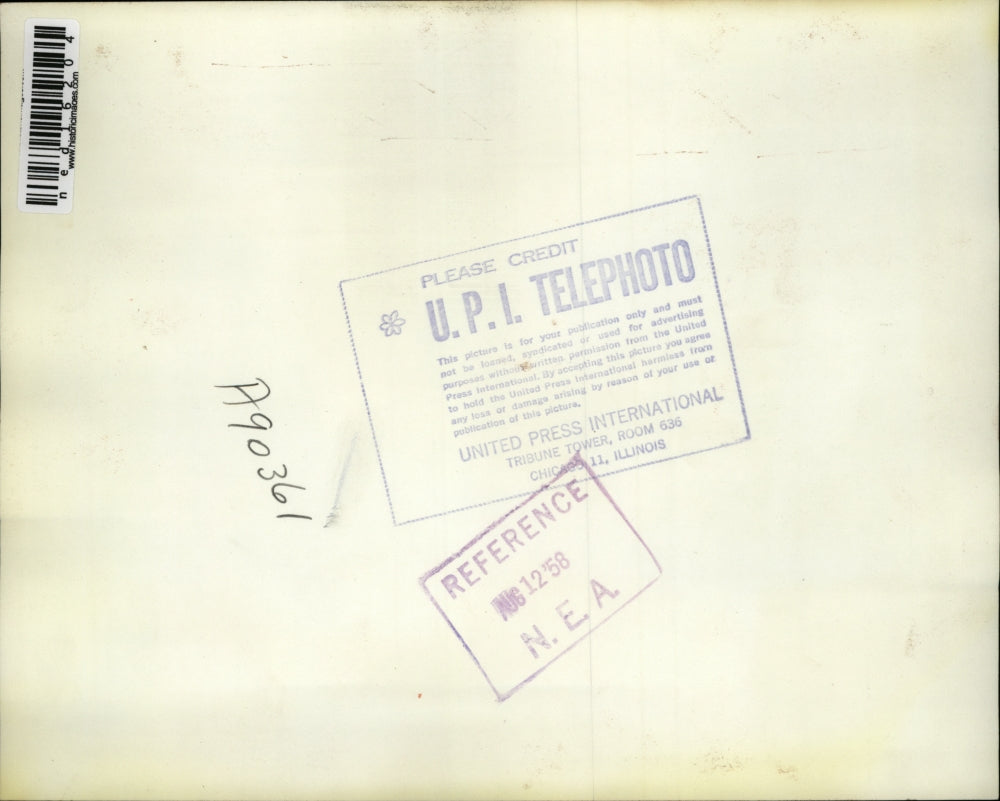 ned16204
www.historicimages.com
PLEASE CREDIT
U.P.I. TELEPHOTO
This picture is for your publication only and must
not be loaned, syndicated or used for advertising
purposes without written permission from the United
Press International. By accepting this picture you agree
to hold the United Press International harmless from
any loss or damage arising by reason of your use or
publication of this picture.
UNITED PRESS INTERNATIONAL
TRIBUNE TOWER, ROOM 636
CHICAGO 11, ILLINOIS
A90361
REFERENCE
AUG 12 '58
N. E. A.